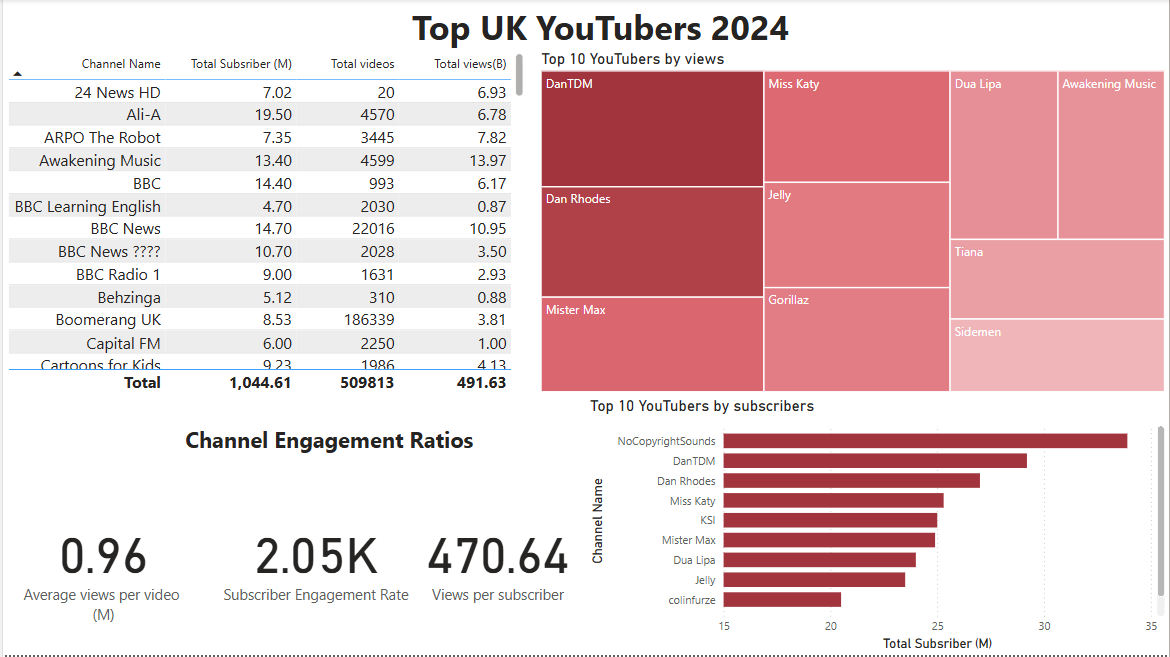 Top UK YouTubers 2024
Channel Name Total Subsriber (M) Total videos Total views(B)
24 News HD 7.02 20 6.93
Ali-A 19.50 4570 6.78
ARPO The Robot 7.35 3445 7.82
Awakening Music 13.40 4599 13.97
BBC 14.40 993 6.17
BBC Learning English 4.70 2030 0.87
BBC News 14.70 22016 10.95
BBC News ???? 10.70 2028 3.50
BBC Radio 1 9.00 1631 2.93
Behzinga 5.12 310 0.88
Boomerang UK 8.53 186339 3.81
Capital FM 6.00 2250 1.00
Cartoons for Kids 9.23 1986 4.13
Total 1,044.61 509813 491.63
Top 10 YouTubers by views
DanTDM
Dan Rhodes
Mister Max
Miss Katy
Jelly
Gorillaz
Dua Lipa
Awakening Music
Tiana
Sidemen
Channel Engagement Ratios
0.96
Average views per video
(M)
2.05K
Subscriber Engagement Rate
470.64
Views per subscriber
Top 10 YouTubers by subscribers
Channel Name
NoCopyrightSounds
DanTDM
Dan Rhodes
Miss Katy
KSI
Mister Max
Dua Lipa
Jelly
colinfurze
15 20 25 30 35
Total Subsriber (M)